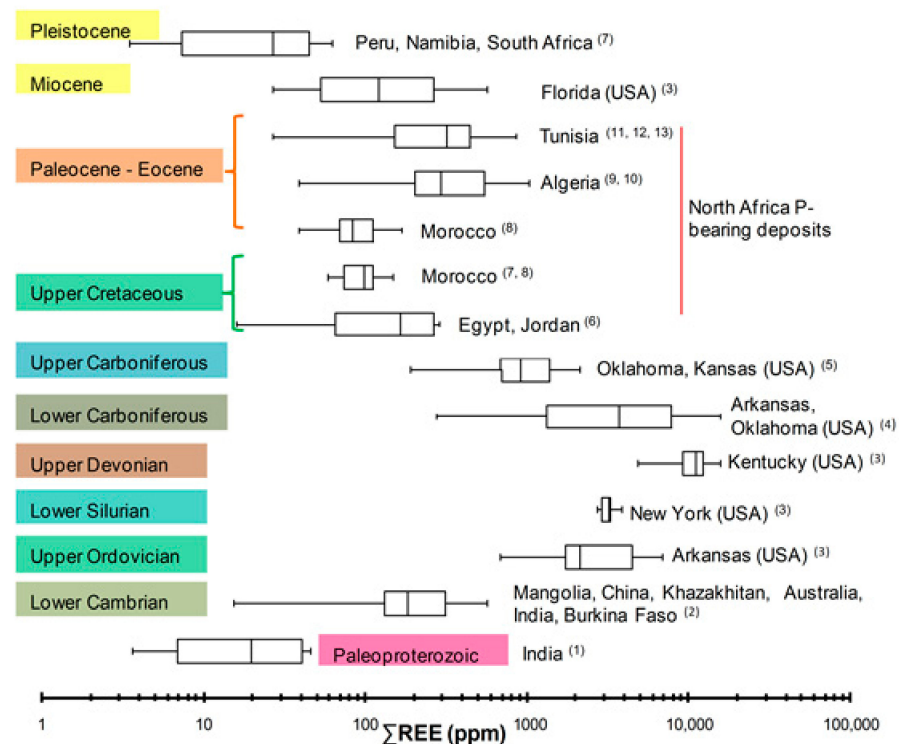 Pleistocene
Peru, Namibia, South Africa (7)
Miocene
Florida (USA) (3)
Tunisia (11, 12, 13)
Paleocene - Eocene
Algeria (9, 10)
North Africa P-
bearing deposits
Morocco (8)
Morocco (7, 8)
Upper Cretaceous
Egypt, Jordan (6)
Upper Carboniferous
Oklahoma, Kansas (USA) (5)
Lower Carboniferous
Arkansas,
Oklahoma (USA) (4)
Upper Devonian
Kentucky (USA) (3)
Lower Silurian
New York (USA) (3)
Upper Ordovician
Arkansas (USA) (3)
Lower Cambrian
Mangolia, China, Khazakhitan, Australia,
India, Burkina Faso (2)
Paleoproterozoic
India (1)
1 10 100 1000 10,000 100,000
∑REE (ppm)